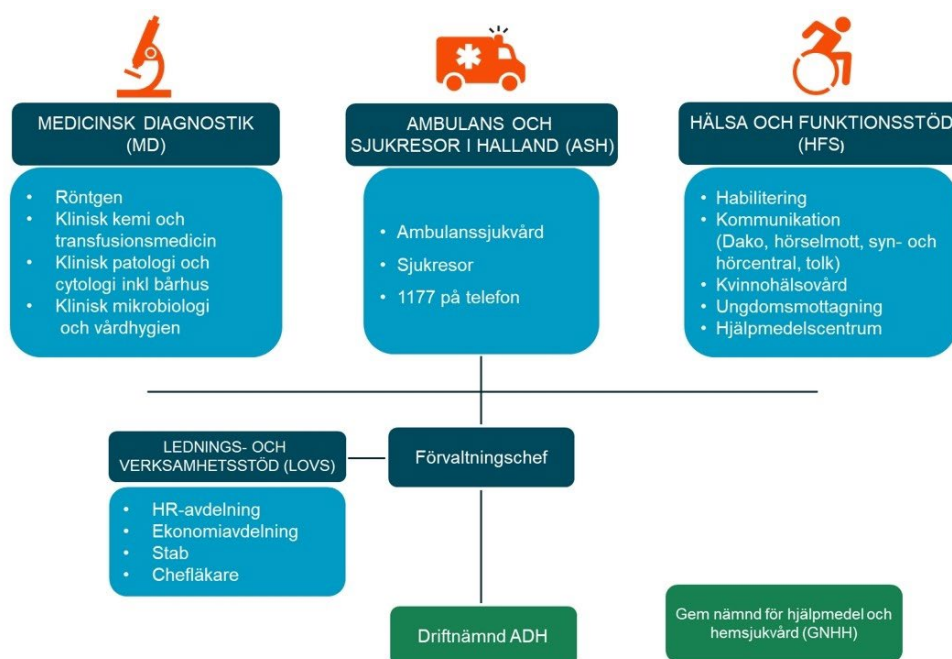 MEDICINSK DIAGNOSTIK
(MD)
• Röntgen
• Klinisk kemi och
transfusionsmedicin
• Klinisk patologi och
cytologi inkl bårhus
• Klinisk mikrobiologi
och vårdhygien
AMBULANS OCH
SJUKRESOR I HALLAND (ASH)
• Ambulanssjukvård
• Sjukresor
• 1177 på telefon
HÄLSA OCH FUNKTIONSSTÖD
(HFS)
• Habilitering
• Kommunikation
(Dako, hörselmott, syn- och
hörcentral, tolk)
• Kvinnohälsovård
• Ungdomsmottagning
• Hjälpmedelscentrum
LEDNINGS- OCH
VERKSAMHETSSTÖD (LOVS)
• HR-avdelning
• Ekonomiavdelning
• Stab
• Chefläkare
Förvaltningschef
Driftnämnd ADH
Gem nämnd för hjälpmedel och
hemsjukvård (GNHH)